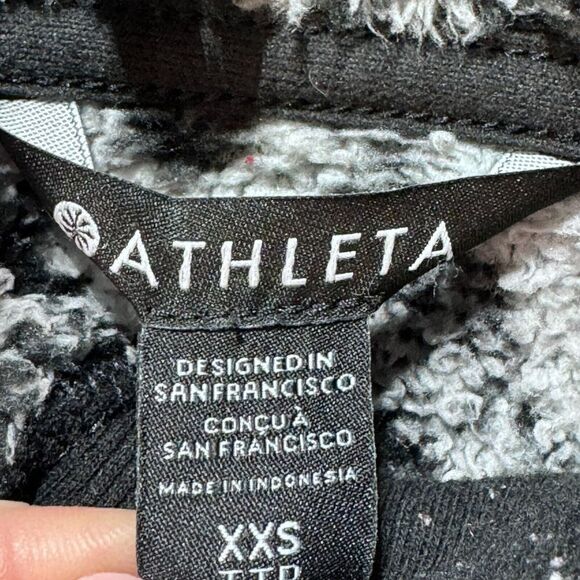 ATHLETA
DESIGNED IN
SAN FRANCISCO
CONÇU À
SAN FRANCISCO
MADE IN INDONESIA
XXS